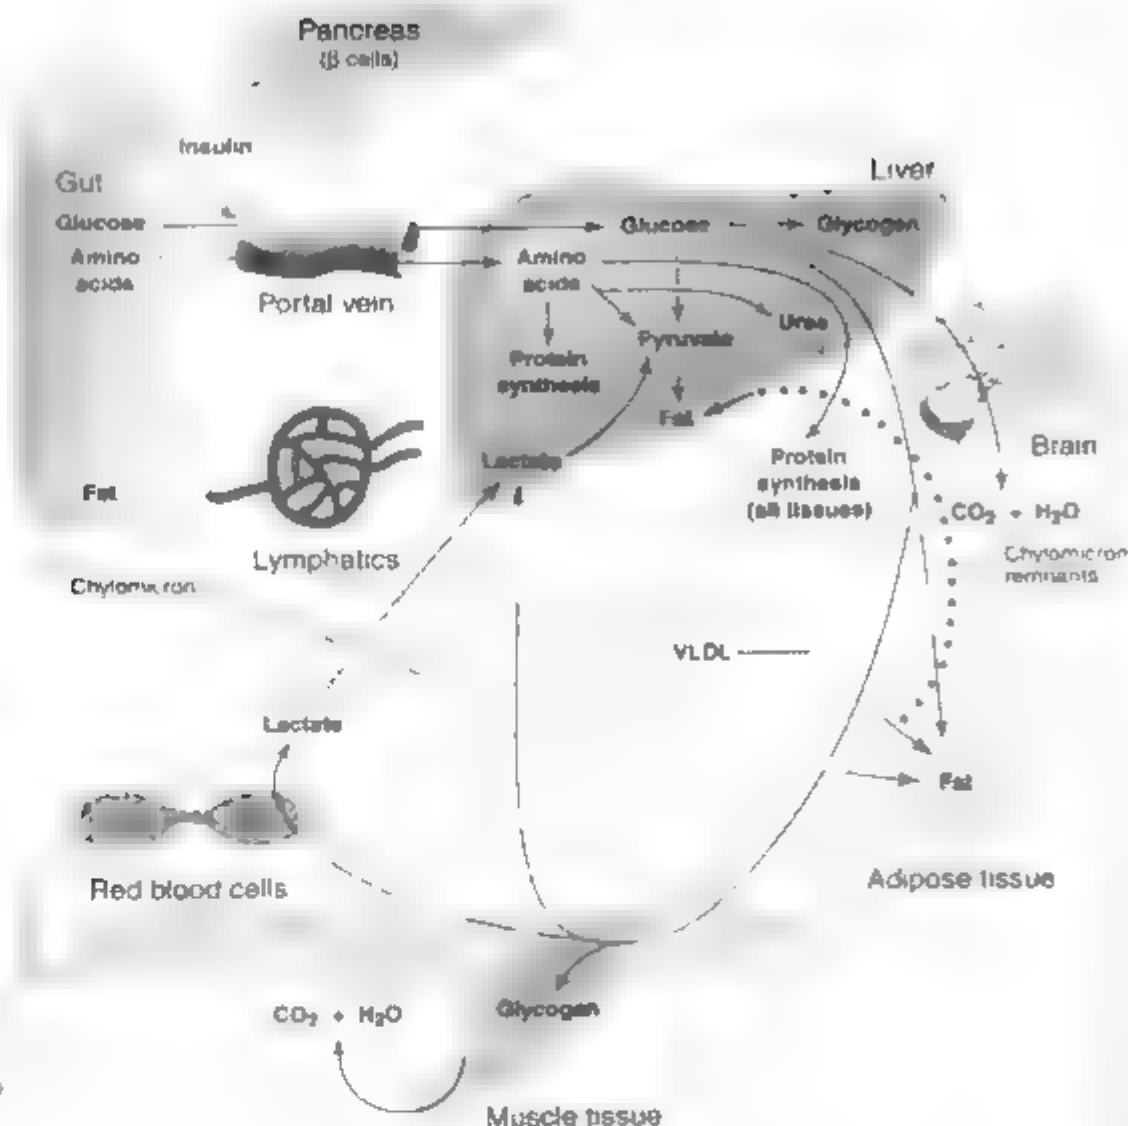 Pancreas
(β cells)
Insulin
Gut
Liver
Glucose
Glucose
Glycogen
Amino
acids
Amino
acids
Portal vein
Urea
Pyruvate
Protein
synthesis
Fat
Lactate
Protein
synthesis
(all tissues)
Brain
CO₂ + H₂O
Fat
Lymphatics
Chylomicron
remnants
Chylomicron
VLDL
Lactate
Fat
Red blood cells
Adipose tissue
Glycogen
CO₂ + H₂O
Muscle tissue